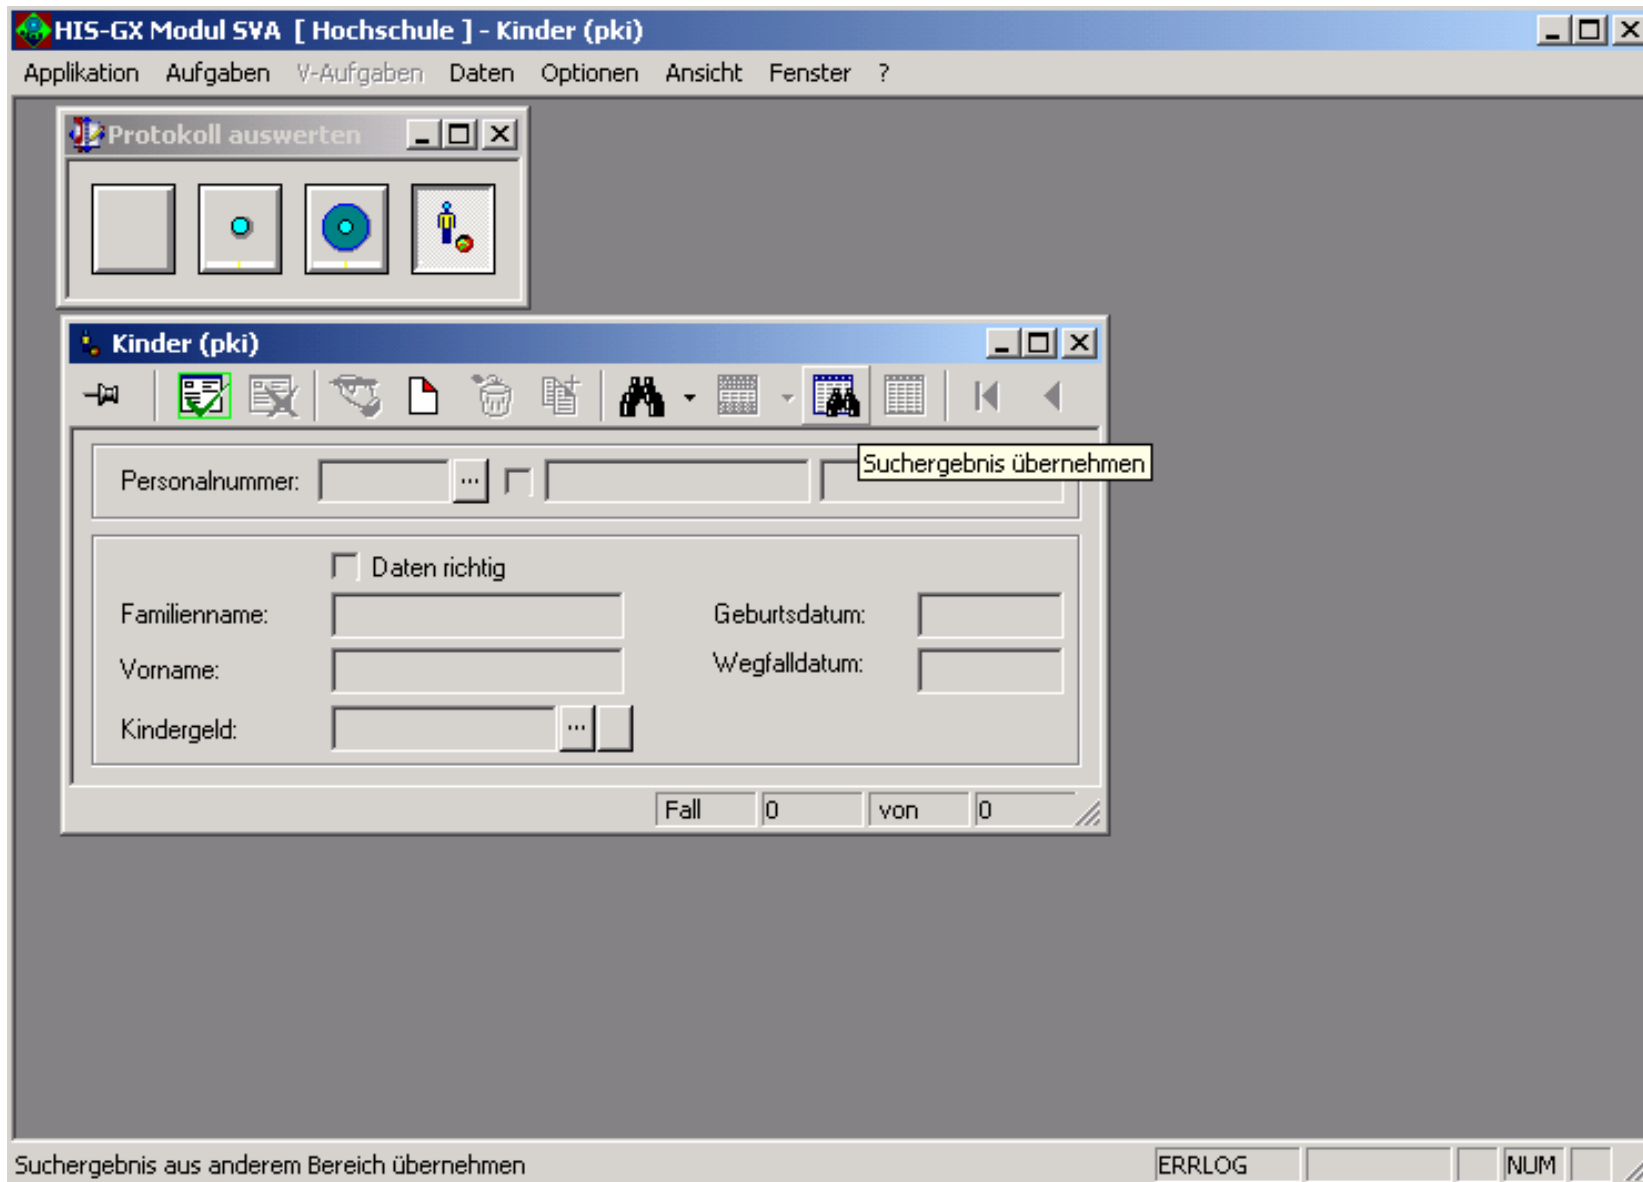 HIS-GX Modul SVA [ Hochschule ] - Kinder (pki)
Applikation Aufgaben V-Aufgaben Daten Optionen Ansicht Fenster ?
Protokoll auswerten
Kinder (pki)
Suchergebnis übernehmen
Personalnummer: ...
Daten richtig
Familienname: Geburtsdatum:
Vorname: Wegfalldatum:
Kindergeld: ...
Fall 0 von 0
Suchergebnis aus anderem Bereich übernehmen ERRLOG NUM